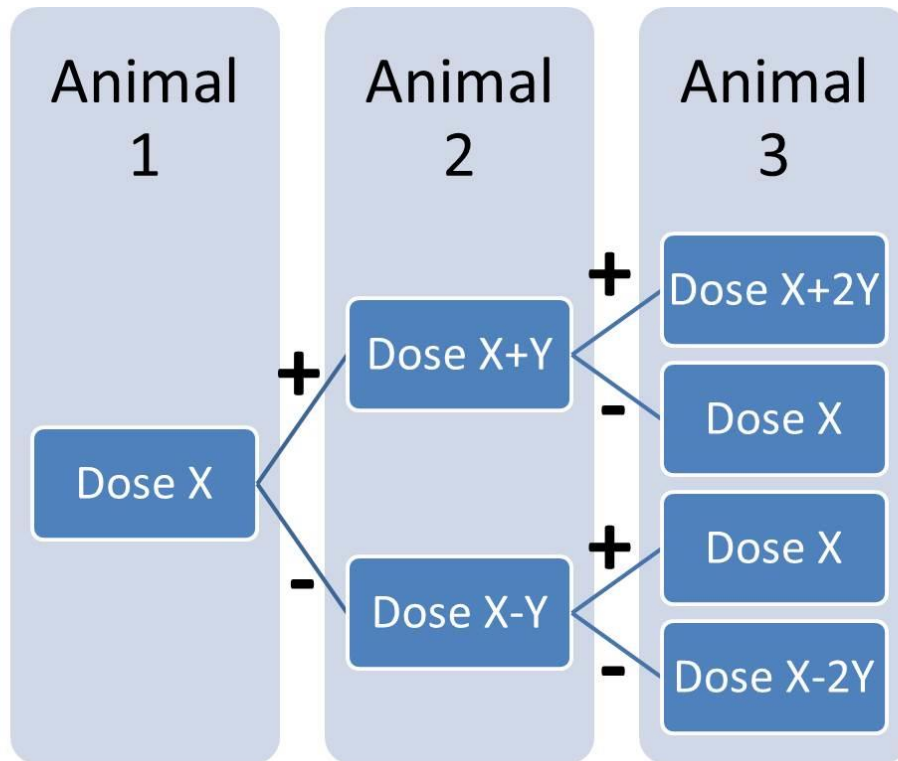 Animal
1
Animal
2
Animal
3
Dose X
+
-
Dose X+Y
Dose X-Y
+
-
+
-
Dose X+2Y
Dose X
Dose X
Dose X-2Y